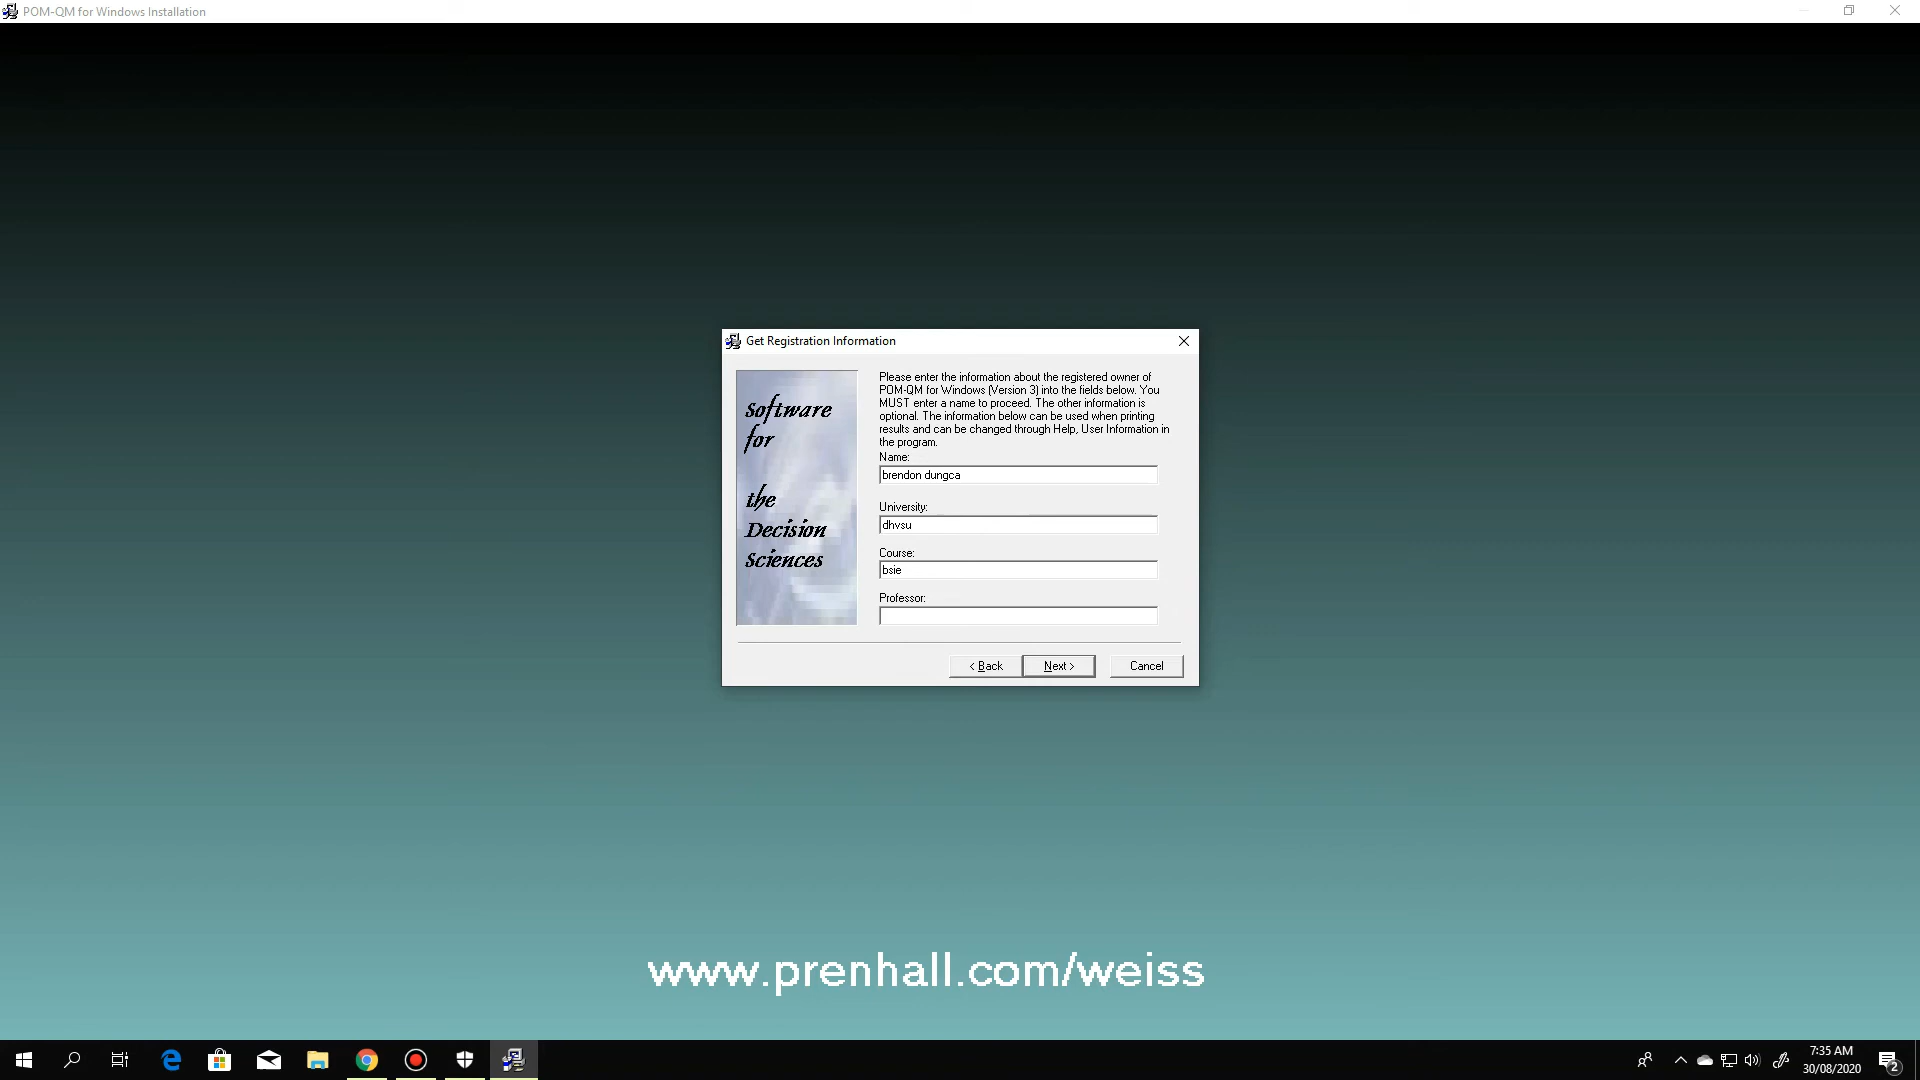 POM-QM for Windows Installation
Get Registration Information
Software
for
the
Decision
Sciences
Please enter the information about the registered owner of
POM-QM for Windows (Version 3) into the fields below. You
MUST enter a name to proceed. The other information is
optional. The information below can be used when printing
results and can be changed through Help, User Information in
the program.
Name:
brendon dungca
University:
dhvsu
Course:
bsie
Professor:
< Back
Next >
Cancel
www.prenhall.com/weiss
7:35 AM
30/08/2020
2